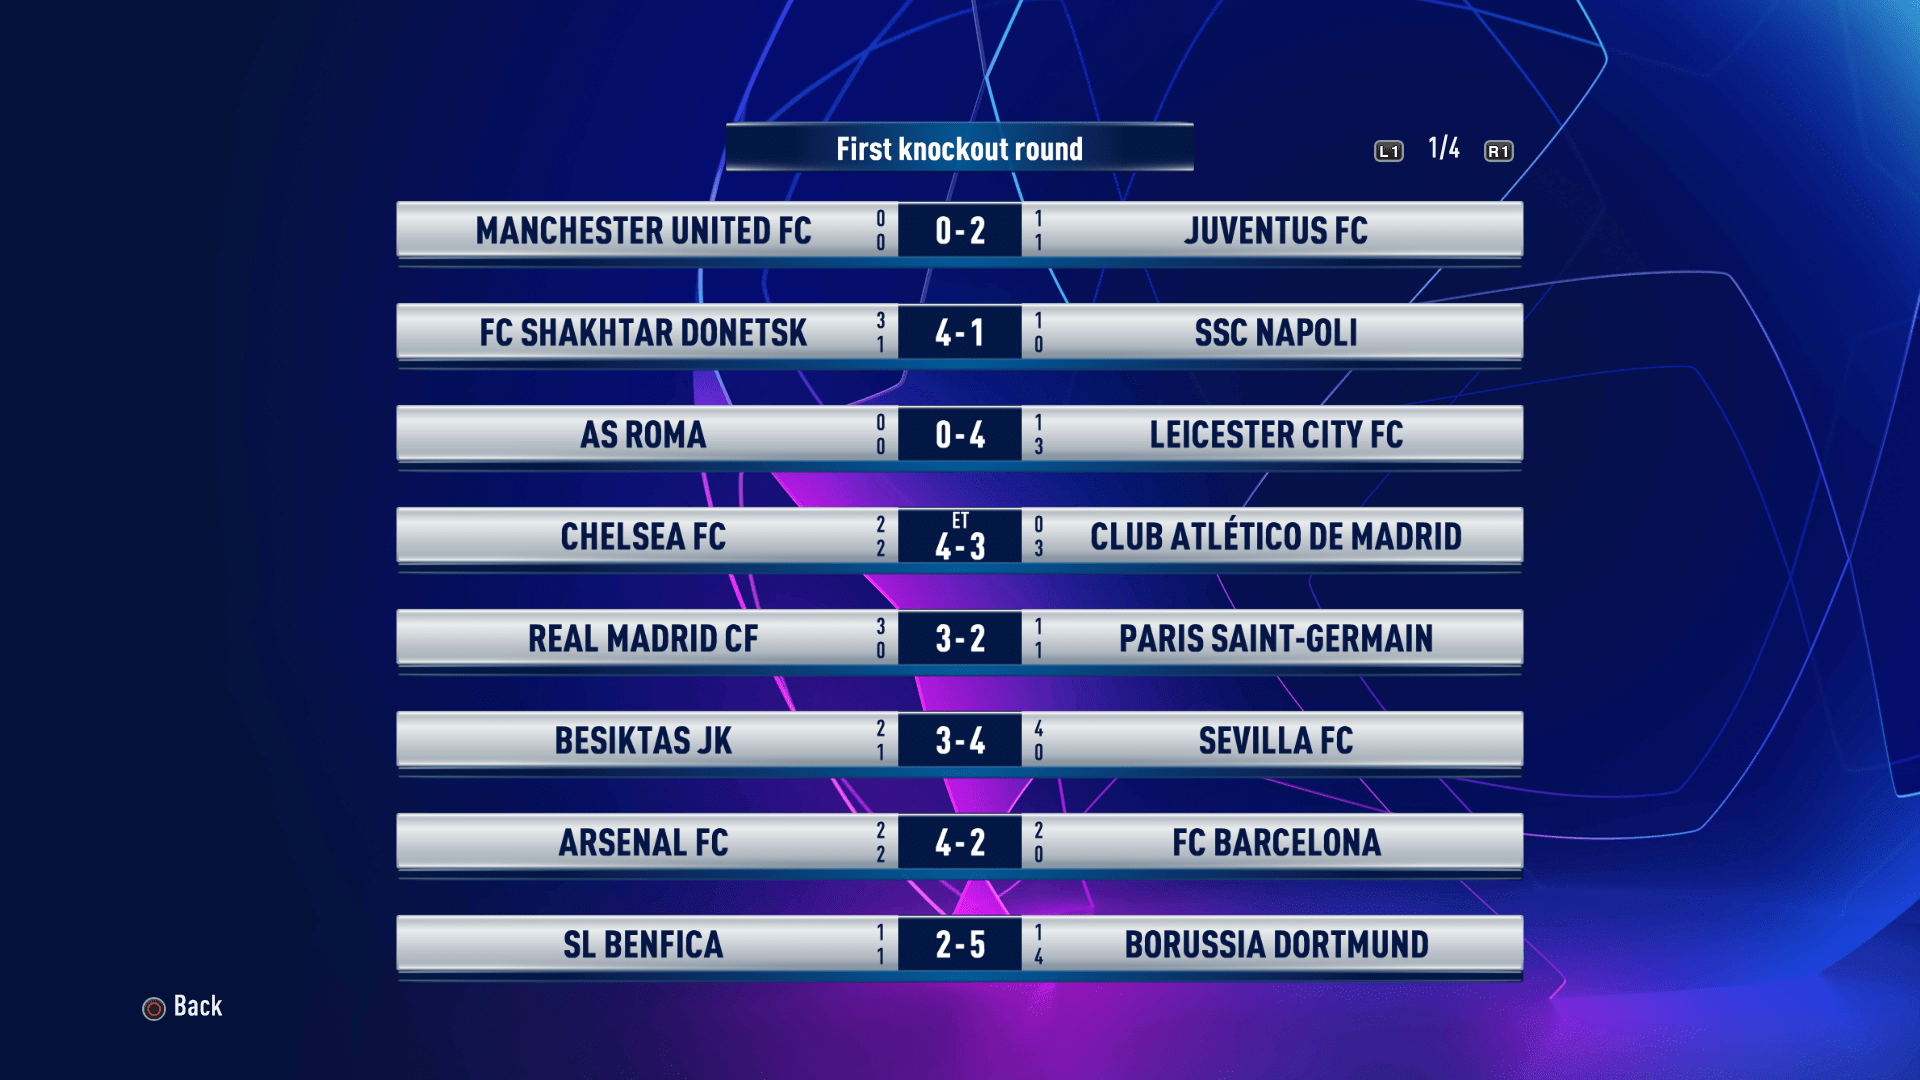 First knockout round
L1 1/4 R1
MANCHESTER UNITED FC 0 0 0-2 1 1 JUVENTUS FC
FC SHAKHTAR DONETSK 3 1 4-1 1 0 SSC NAPOLI
AS ROMA 0 0 0-4 1 3 LEICESTER CITY FC
CHELSEA FC 2 2 ET 4-3 0 3 CLUB ATLÉTICO DE MADRID
REAL MADRID CF 3 0 3-2 1 1 PARIS SAINT-GERMAIN
BESIKTAS JK 2 1 3-4 4 0 SEVILLA FC
ARSENAL FC 2 2 4-2 2 0 FC BARCELONA
SL BENFICA 1 1 2-5 1 4 BORUSSIA DORTMUND
Back